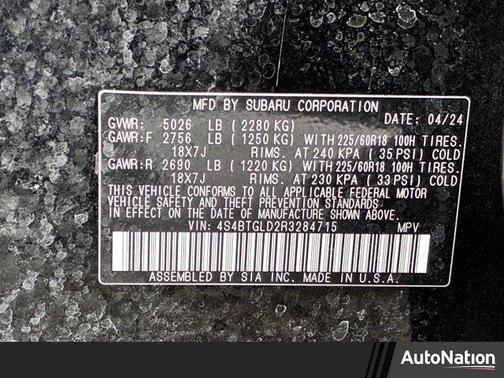 MFD BY SUBARU CORPORATION DATE: 04/24
GVWR: 5026 LB ( 2280 KG)
GAWR:F 2756 LB ( 1250 KG) WITH 225/60R18 100H TIRES.
18X7J RIMS. AT 240 KPA ( 35 PSI) COLD
GAWR:R 2690 LB ( 1220 KG) WITH 225/60R18 100H TIRES.
18X7J RIMS. AT 230 KPA ( 33 PSI) COLD
THIS VEHICLE CONFORMS TO ALL APPLICABLE FEDERAL MOTOR
VEHICLE SAFETY AND THEFT PREVENTION STANDARDS IN EFFECT
ON THE DATE OF MANUFACTURE SHOWN ABOVE.
VIN: 4S4BTGLD2R3284715 MPV
ASSEMBLED BY SIA INC. MADE IN U.S.A.
AutoNation